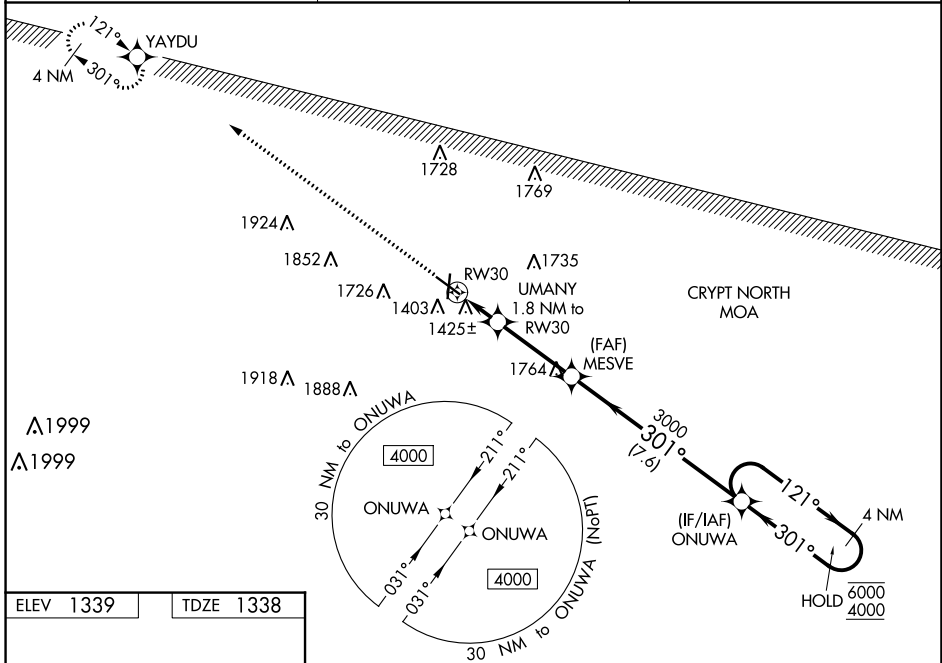 121°
YAYDU
4 NM
301°
1728
1769
1924
1852
1735
RW30
1726
UMANY
1.8 NM to
RW30
1403
1425±
CRYPT NORTH
MOA
(FAF)
MESVE
1764
1918
1888
1999
1999
3000
301°
(7.6)
30 NM to ONUWA
4000
211°
211°
ONUWA
ONUWA
031°
031°
4000
30 NM to ONUWA (NoPT)
121°
4 NM
(IF/IAF)
ONUWA
301°
HOLD 6000
4000
ELEV 1339
TDZE 1338